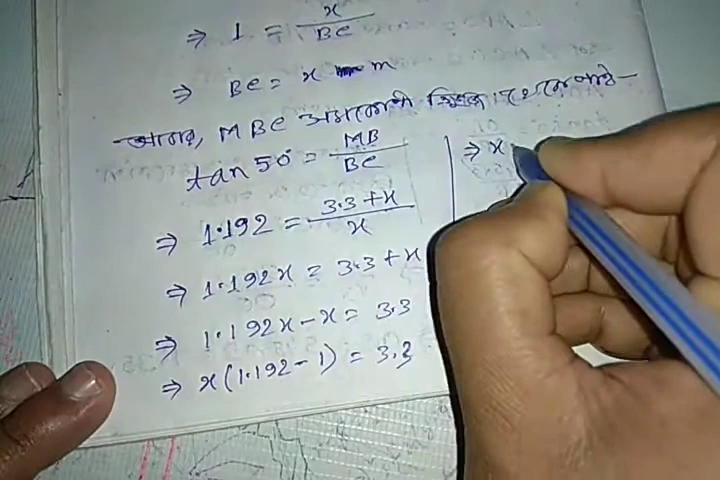 ⇒ 1 = x / BC
⇒ BC = x m
আবার, MBC সমকোণী ত্রিভুজ থেকে পাই-
tan 50° = MB / BC
⇒ 1.192 = 3.3 + x / x
⇒ 1.192x = 3.3 + x
⇒ 1.192x - x = 3.3
⇒ x(1.192 - 1) = 3.3
⇒ x